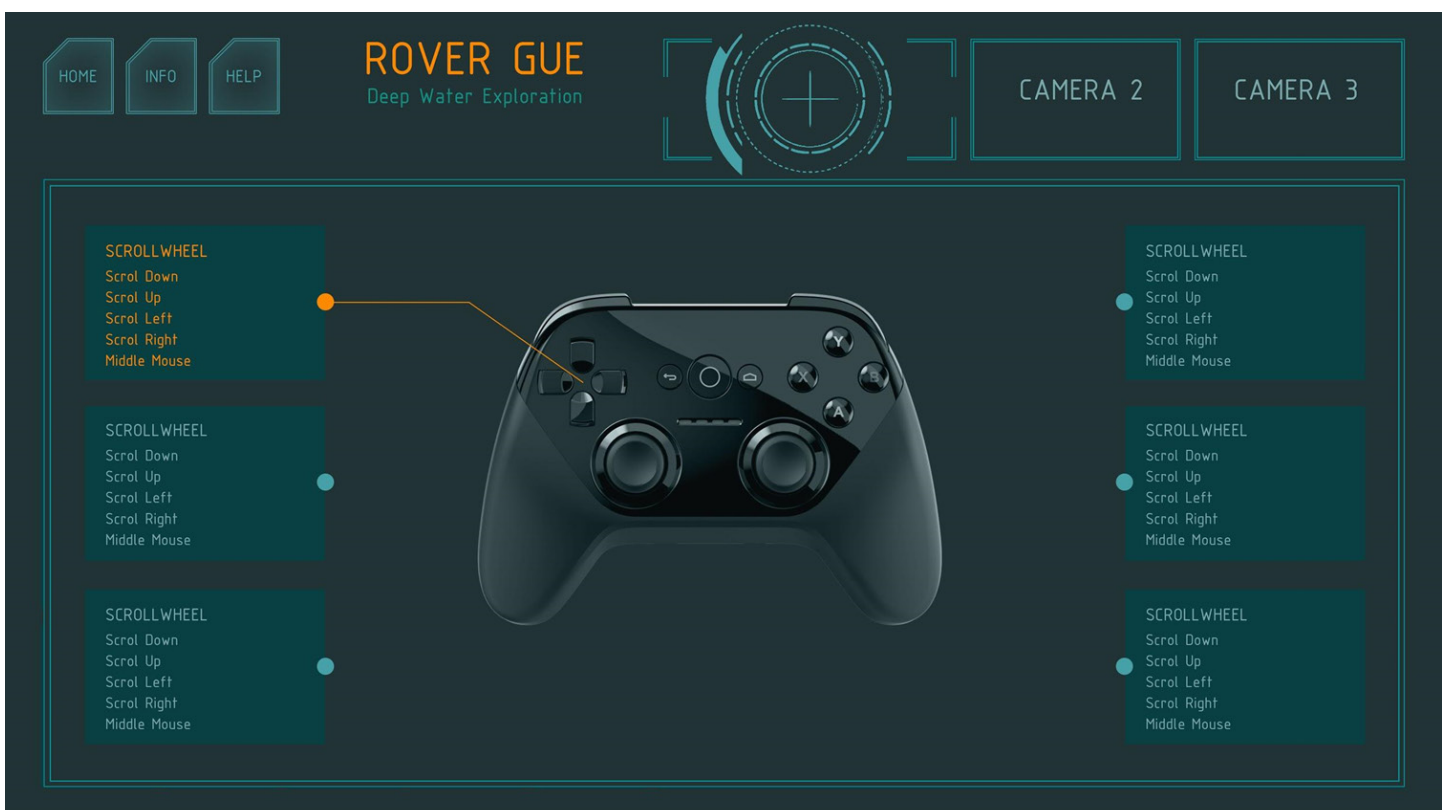 HOME
INFO
HELP
ROVER GUE
Deep Water Exploration
CAMERA 2
CAMERA 3
SCROLLWHEEL
Scrol Down
Scrol Up
Scrol Left
Scrol Right
Middle Mouse
SCROLLWHEEL
Scrol Down
Scrol Up
Scrol Left
Scrol Right
Middle Mouse
SCROLLWHEEL
Scrol Down
Scrol Up
Scrol Left
Scrol Right
Middle Mouse
Y
X
B
A
SCROLLWHEEL
Scrol Down
Scrol Up
Scrol Left
Scrol Right
Middle Mouse
SCROLLWHEEL
Scrol Down
Scrol Up
Scrol Left
Scrol Right
Middle Mouse
SCROLLWHEEL
Scrol Down
Scrol Up
Scrol Left
Scrol Right
Middle Mouse